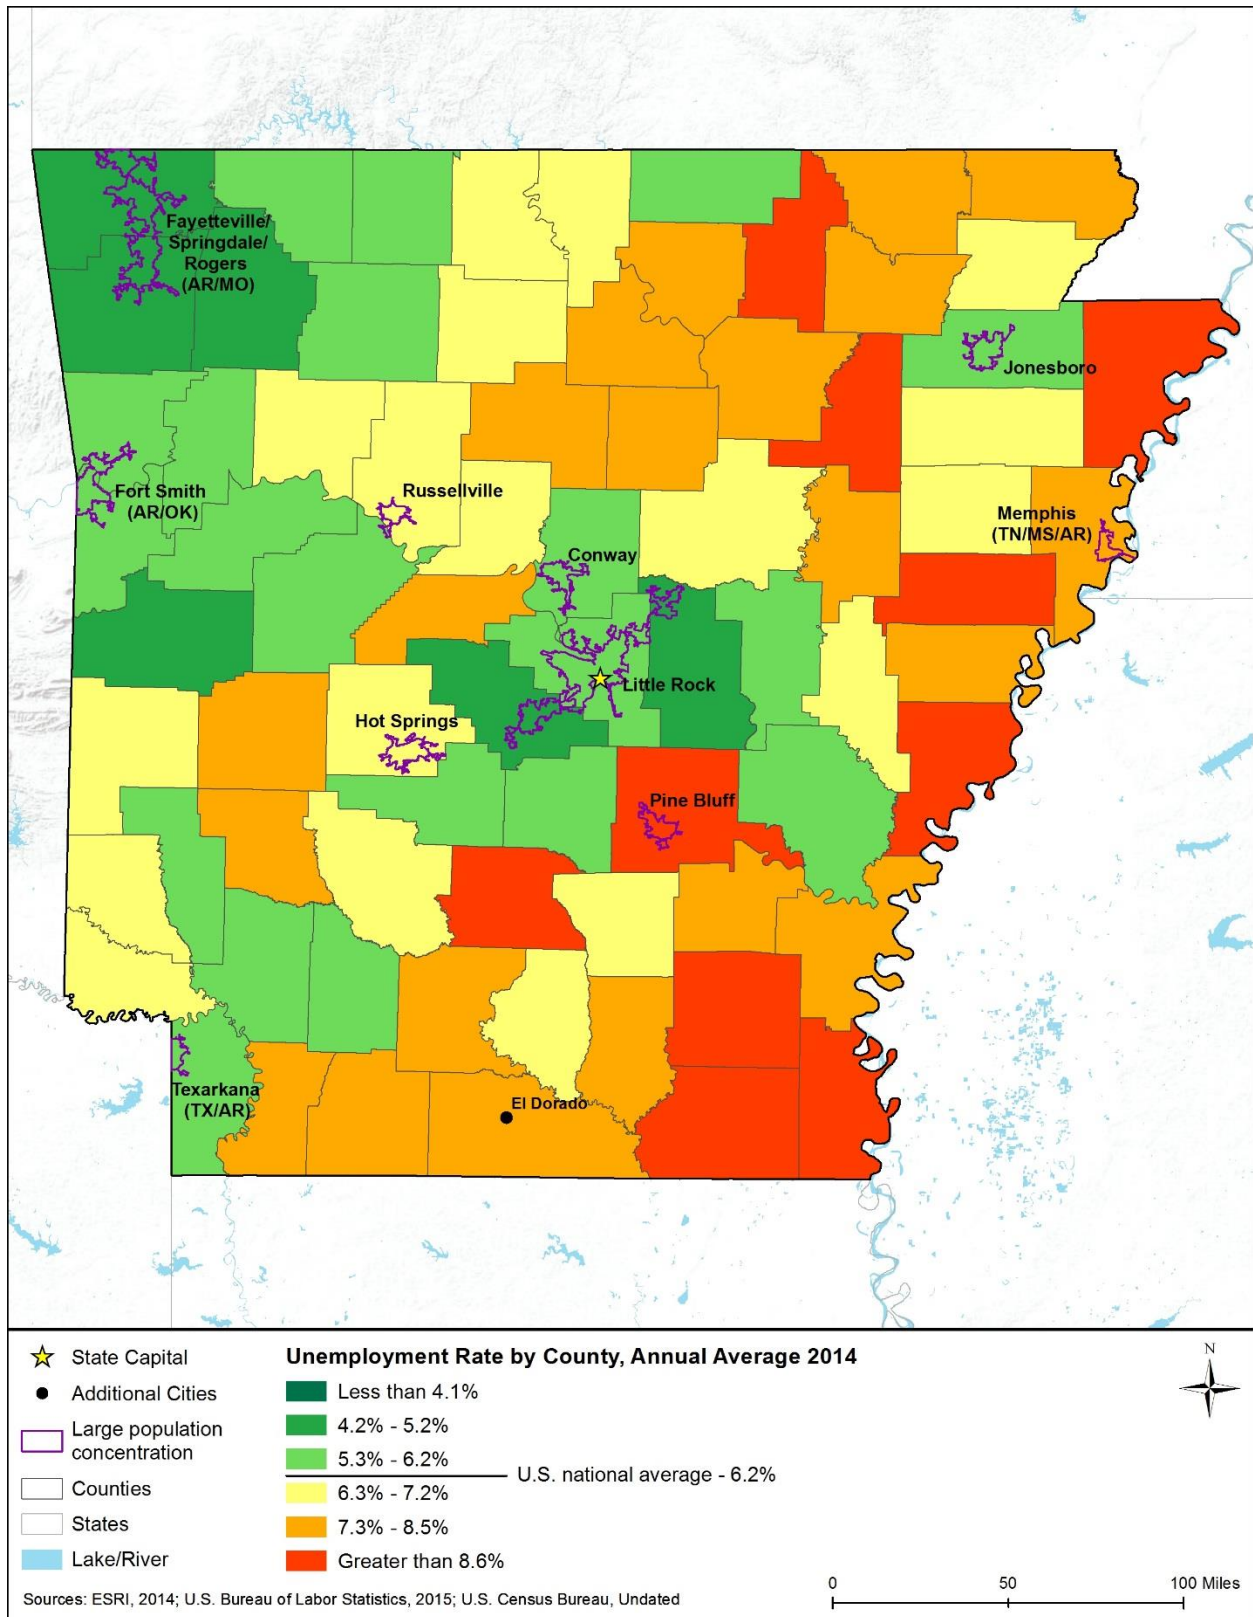 Fayetteville/
Springdale/
Rogers
(AR/MO)
Jonesboro
Fort Smith
(AR/OK)
Russellville
Memphis
(TN/MS/AR)
Conway
Little Rock
Hot Springs
Pine Bluff
Texarkana
(TX/AR)
El Dorado
State Capital
Additional Cities
Large population
concentration
Counties
States
Lake/River
Unemployment Rate by County, Annual Average 2014
Less than 4.1%
4.2% - 5.2%
5.3% - 6.2%
U.S. national average - 6.2%
6.3% - 7.2%
7.3% - 8.5%
Greater than 8.6%
N
0 50 100 Miles
Sources: ESRI, 2014; U.S. Bureau of Labor Statistics, 2015; U.S. Census Bureau, Undated